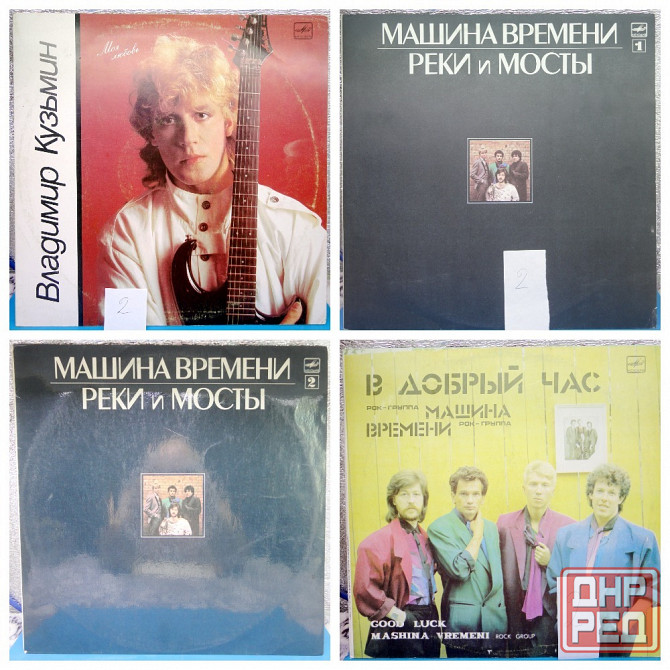 Владимир Кузьмин
Моя любовь
2
МАШИНА ВРЕМЕНИ
РЕКИ и МОСТЫ
1
2
МАШИНА ВРЕМЕНИ
РЕКИ и МОСТЫ
2
В ДОБРЫЙ ЧАС
РОК-ГРУППА МАШИНА
ВРЕМЕНИ РОК-ГРУППА
GOOD LUCK
MASHINA VREMENI ROCK GROUP
ДНР
РЕД